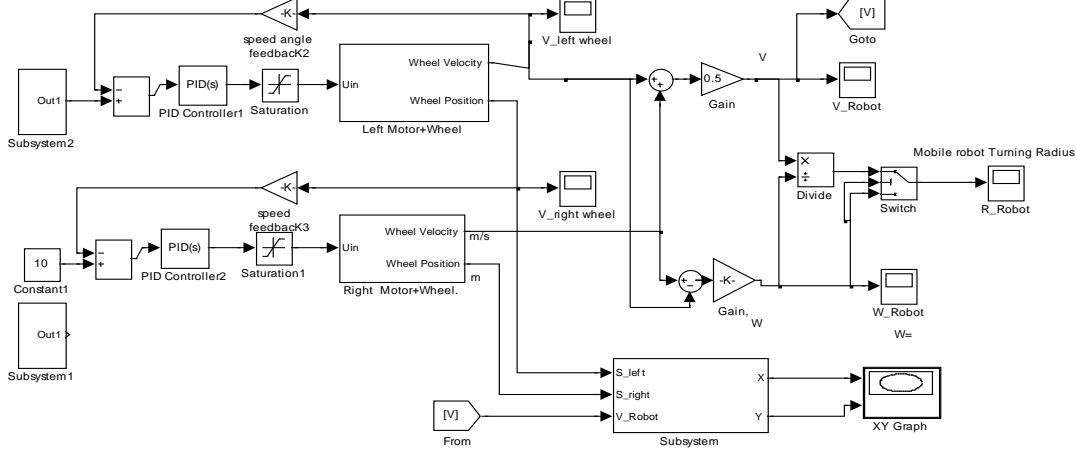 -K-
speed angle
feedbacK2
V_left wheel
[V]
Goto
Out1
Subsystem2
−
+
PID(s)
PID Controller1
Saturation
Uin
Wheel Velocity
Wheel Position
Left Motor+Wheel
+
+
0.5
Gain
V
V_Robot
×
÷
Divide
Switch
Mobile robot Turning Radius
R_Robot
-K-
speed
feedbacK3
V_right wheel
10
Constant1
−
+
PID(s)
PID Controller2
Saturation1
Uin
Wheel Velocity
Wheel Position
m/s
m
Right Motor+Wheel.
+
−
-K-
Gain,
W
W_Robot
W=
Out1
Subsystem1
[V]
From
S_left
S_right
V_Robot
X
Y
Subsystem
XY Graph